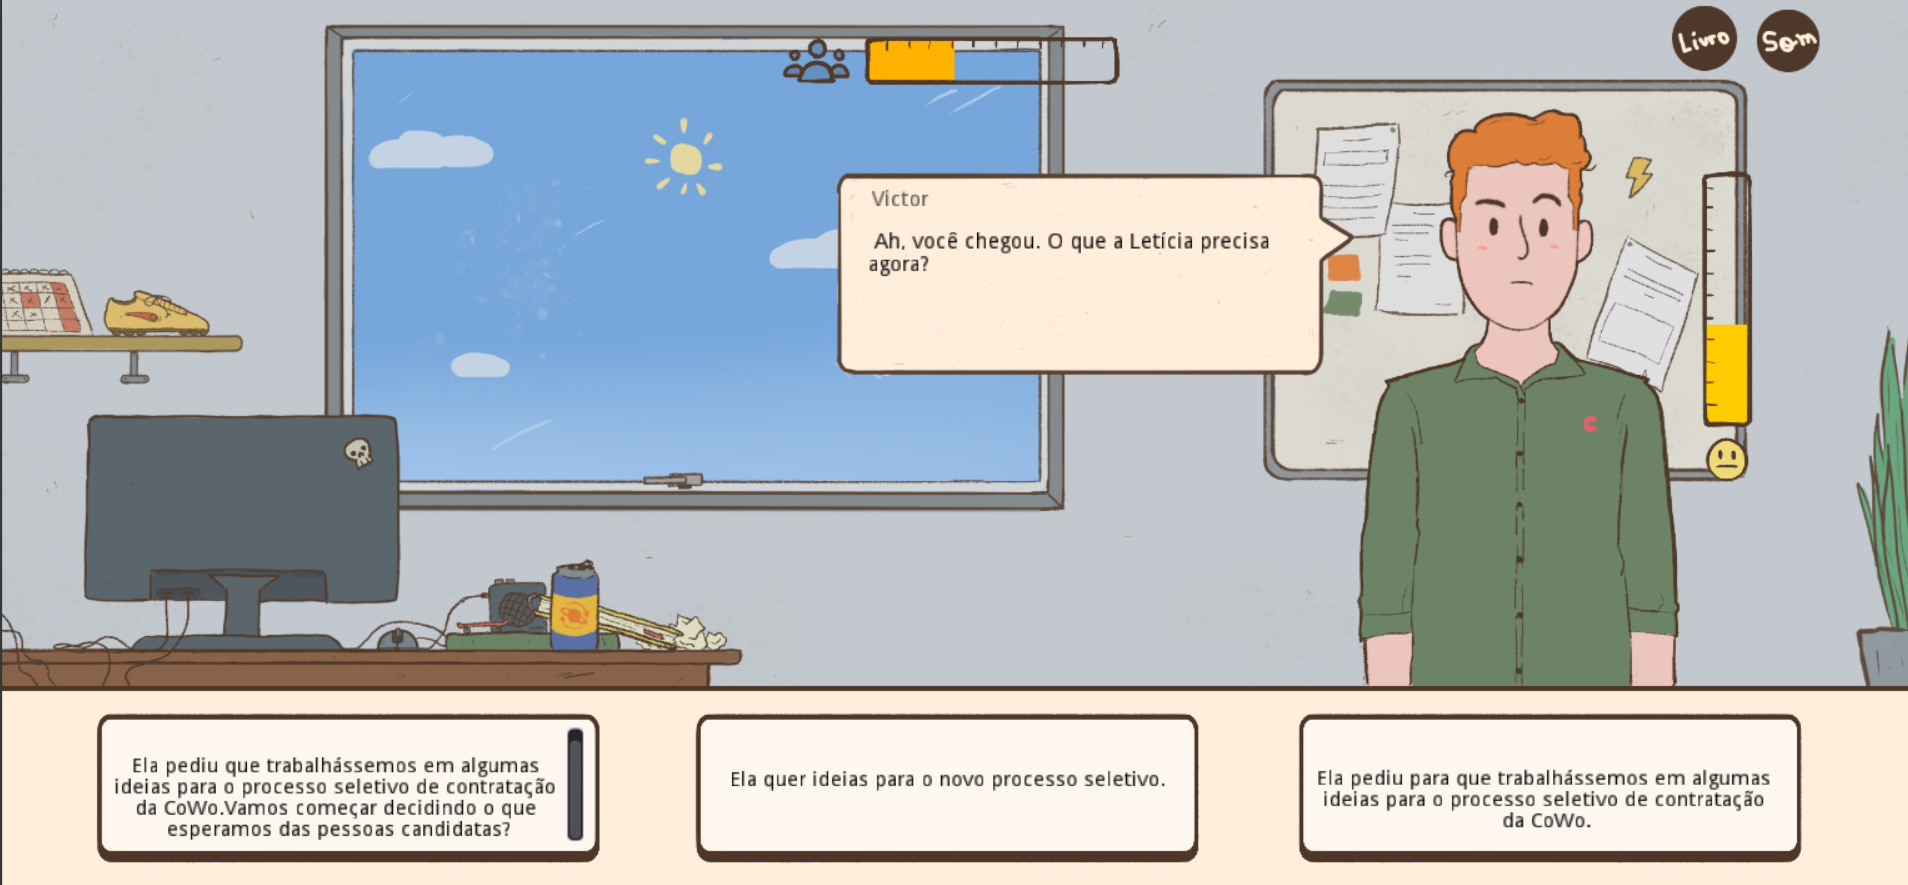 Livro
Som
Victor
Ah, você chegou. O que a Letícia precisa
agora?
Ela pediu que trabalhássemos em algumas
ideias para o processo seletivo de contratação
da CoWo.Vamos começar decidindo o que
esperamos das pessoas candidatas?
Ela quer ideias para o novo processo seletivo.
Ela pediu para que trabalhássemos em algumas
ideias para o processo seletivo de contratação
da CoWo.